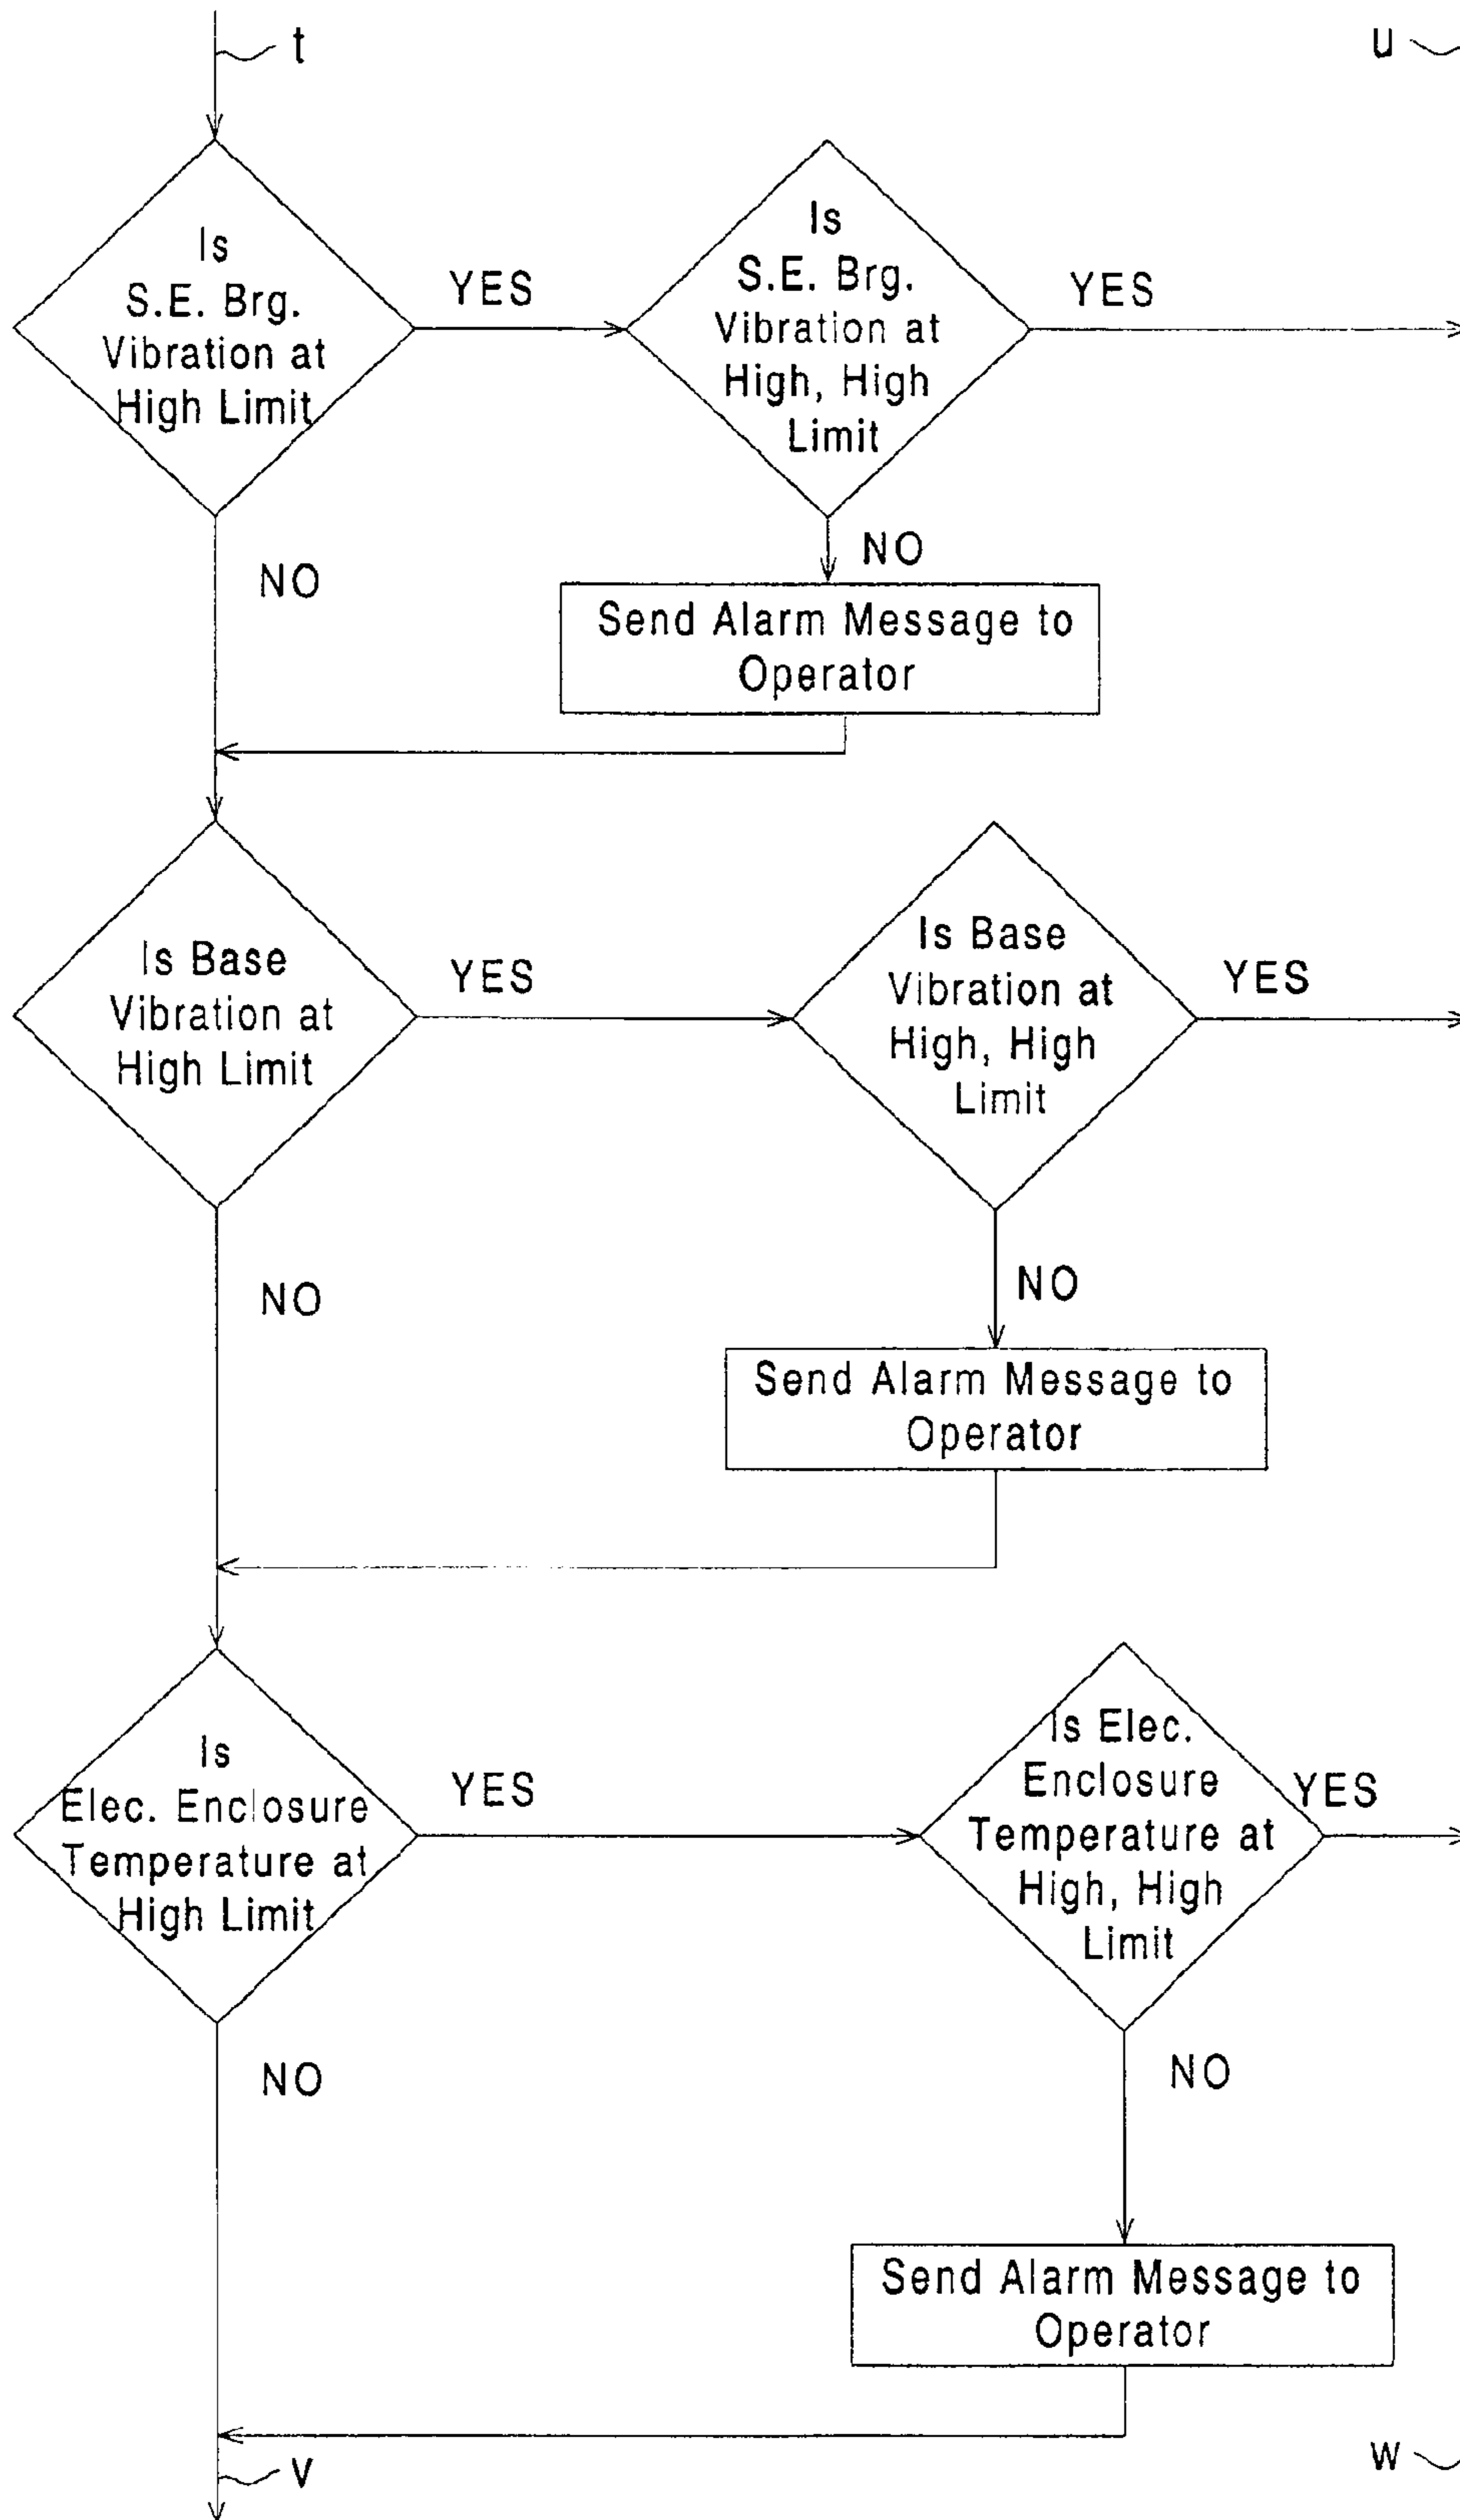 t
u
Is
S.E. Brg.
Vibration at
High Limit
YES
Is
S.E. Brg.
Vibration at
High, High
Limit
YES
NO
NO
Send Alarm Message to
Operator
Is Base
Vibration at
High Limit
YES
Is Base
Vibration at
High, High
Limit
YES
NO
NO
Send Alarm Message to
Operator
Is
Elec. Enclosure
Temperature at
High Limit
YES
Is Elec.
Enclosure
Temperature at
High, High
Limit
YES
NO
NO
Send Alarm Message to
Operator
v
w